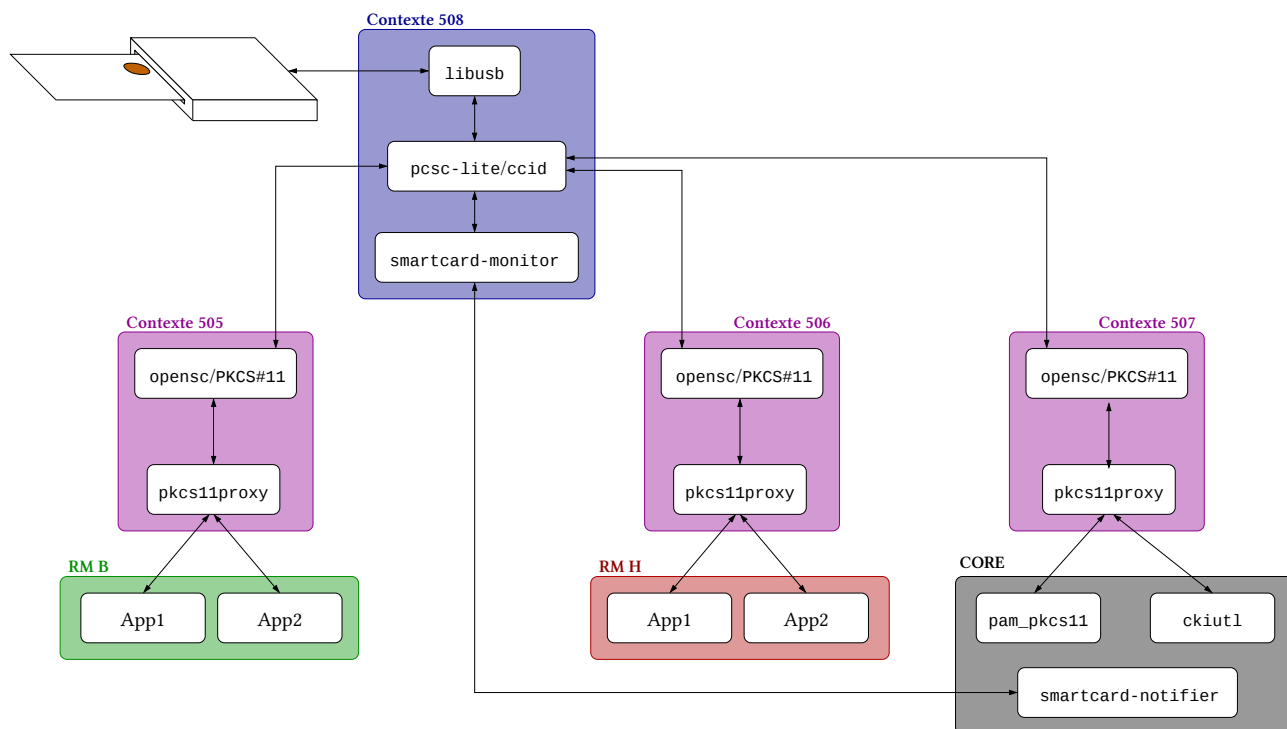 Contexte 508
libusb
pcsc-lite/ccid
smartcard-monitor
Contexte 505
opensc/PKCS#11
pkcs11proxy
Contexte 506
opensc/PKCS#11
pkcs11proxy
Contexte 507
opensc/PKCS#11
pkcs11proxy
RM B
App1
App2
RM H
App1
App2
CORE
pam_pkcs11
ckiutl
smartcard-notifier